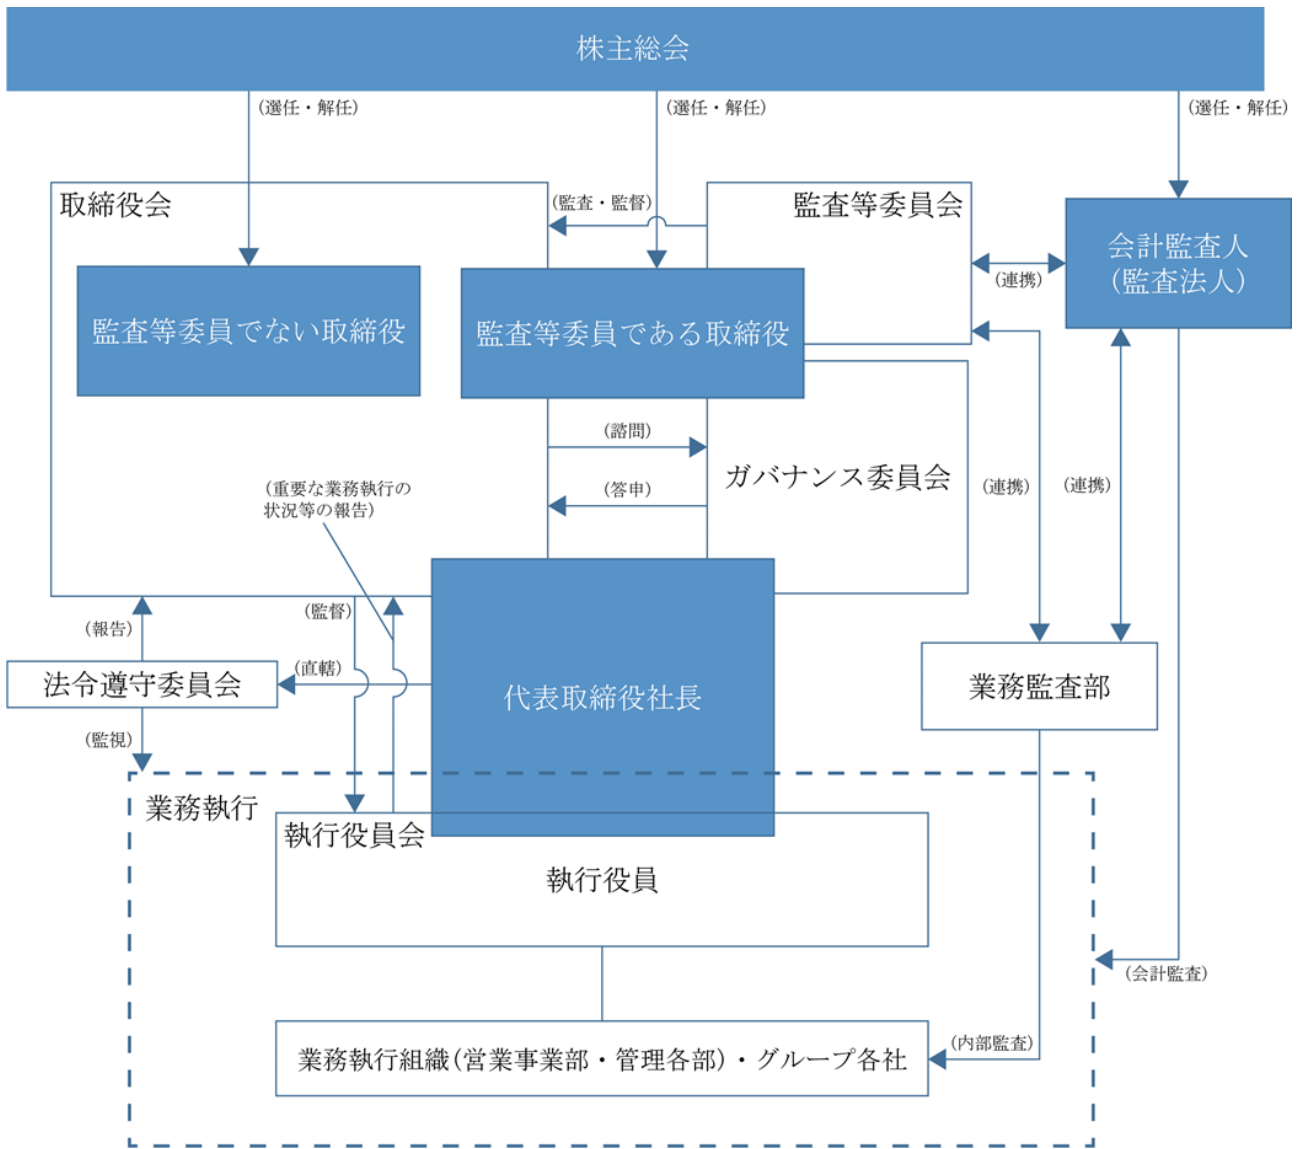 株主総会
(選任・解任)
(選任・解任)
(選任・解任)
取締役会
(監査・監督)
監査等委員会
会計監査人
(監査法人)
(連携)
監査等委員でない取締役
監査等委員である取締役
(諮問)
ガバナンス委員会
(答申)
(重要な業務執行の
状況等の報告)
(連携)
(連携)
(報告)
(監督)
法令遵守委員会
(直轄)
代表取締役社長
業務監査部
(監視)
業務執行
執行役員会
執行役員
(会計監査)
(内部監査)
業務執行組織(営業事業部・管理各部)・グループ各社